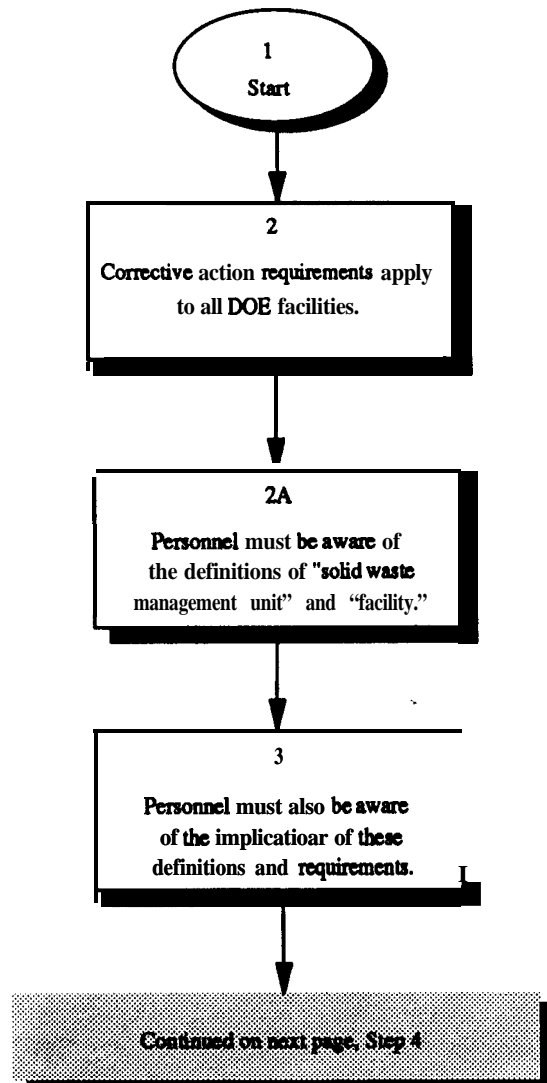 1
Start
2
Corrective action requirements apply
to all DOE facilities.
2A
Personnel must be aware of
the definitions of "solid waste
management unit” and “facility.”
3
Personnel must also be aware
of the implicatioar of these
definitions and requirements.
Continued on next page, Step 4